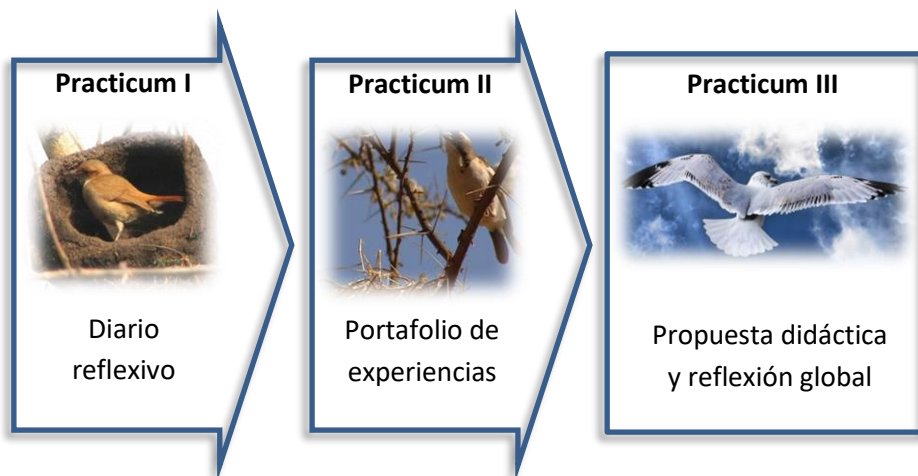 Practicum I
Diario
reflexivo
Practicum II
Portafolio de
experiencias
Practicum III
Propuesta didáctica
y reflexión global